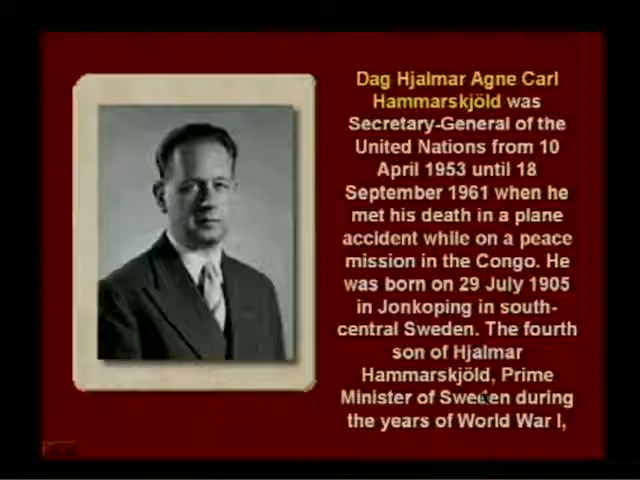 Dag Hjalmar Agne Carl
Hammarskjöld was
Secretary-General of the
United Nations from 10
April 1953 until 18
September 1961 when he
met his death in a plane
accident while on a peace
mission in the Congo. He
was born on 29 July 1905
in Jonkoping in south-
central Sweden. The fourth
son of Hjalmar
Hammarskjöld, Prime
Minister of Sweden during
the years of World War I,